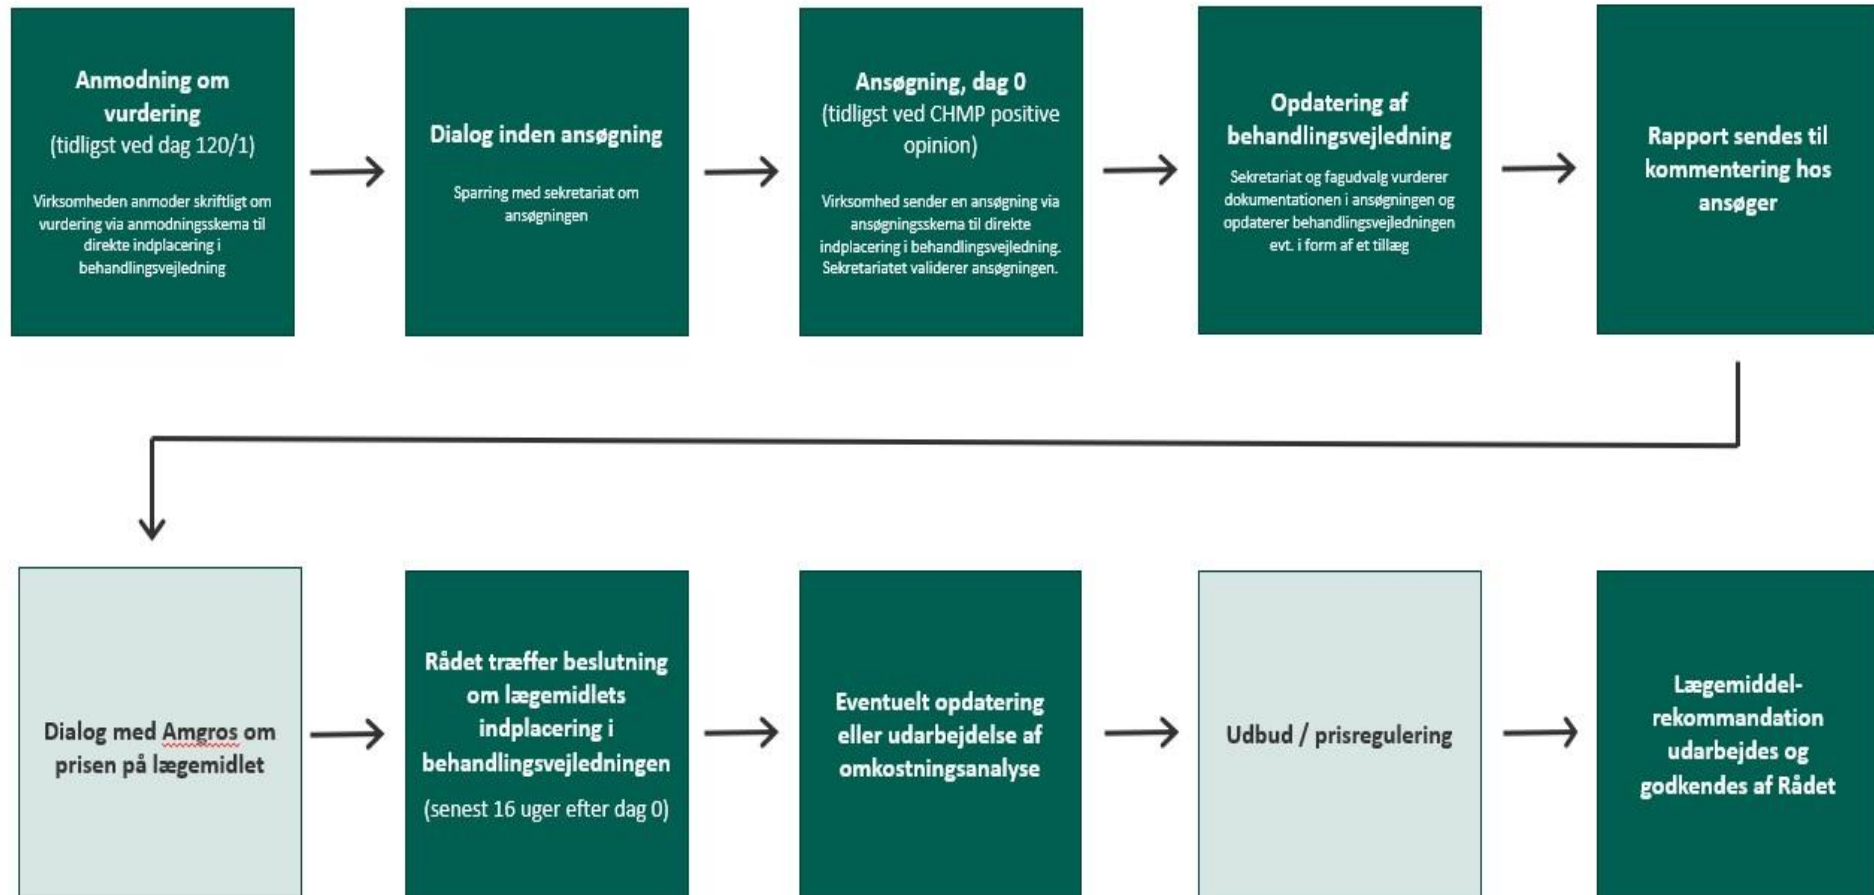 Anmodning om
vurdering
(tidligst ved dag 120/1)
Virksomheden anmoder skriftligt om
vurdering via anmodningsskema til
direkte indplacering i
behandlingsvejledning
Dialog inden ansøgning
Sparring med sekretariat om
ansøgningen
Ansøgning, dag 0
(tidligst ved CHMP positive
opinion)
Virksomhed sender en ansøgning via
ansøgningsskema til direkte
indplacering i behandlingsvejledning.
Sekretariatet validerer ansøgningen.
Opdatering af
behandlingsvejledning
Sekretariat og fagudvalg vurderer
dokumentationen i ansøgningen og
opdaterer behandlingsvejledningen
evt. i form af et tillæg
Rapport sendes til
kommentering hos
ansøger
Dialog med Amgros om
prisen på lægemidlet
Rådet træffer beslutning
om lægemidlets
indplacering i
behandlingsvejledningen
(senest 16 uger efter dag 0)
Eventuelt opdatering
eller udarbejdelse af
omkostningsanalyse
Udbud / prisregulering
Lægemiddel-
rekommandation
udarbejdes og
godkendes af Rådet